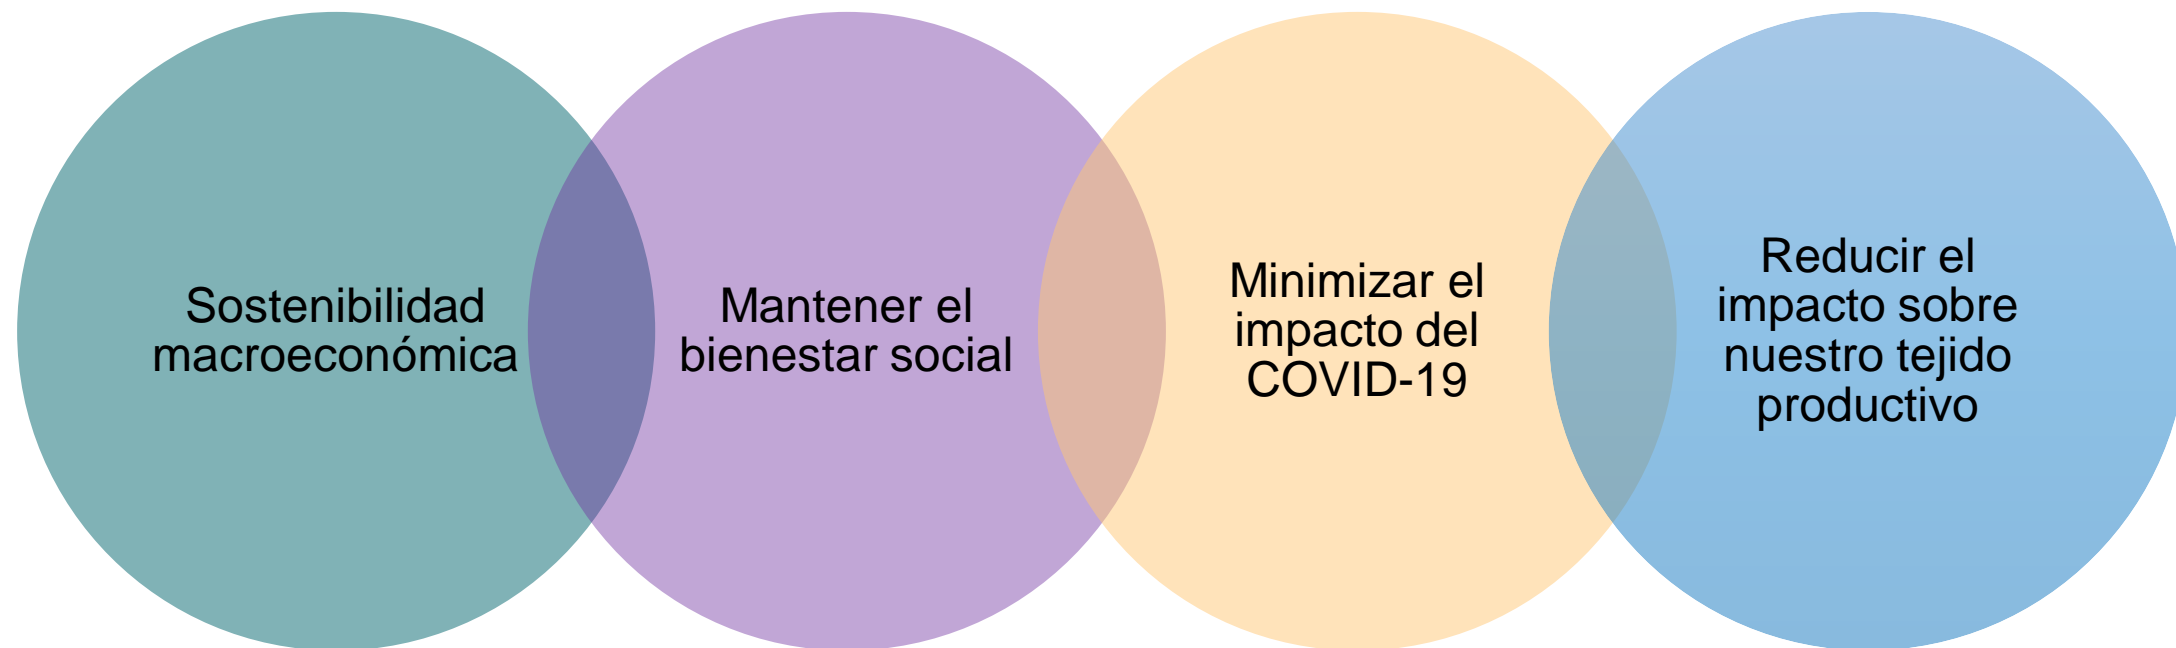 Sostenibilidad
macroeconómica
Mantener el
bienestar social
Minimizar el
impacto del
COVID-19
Reducir el
impacto sobre
nuestro tejido
productivo